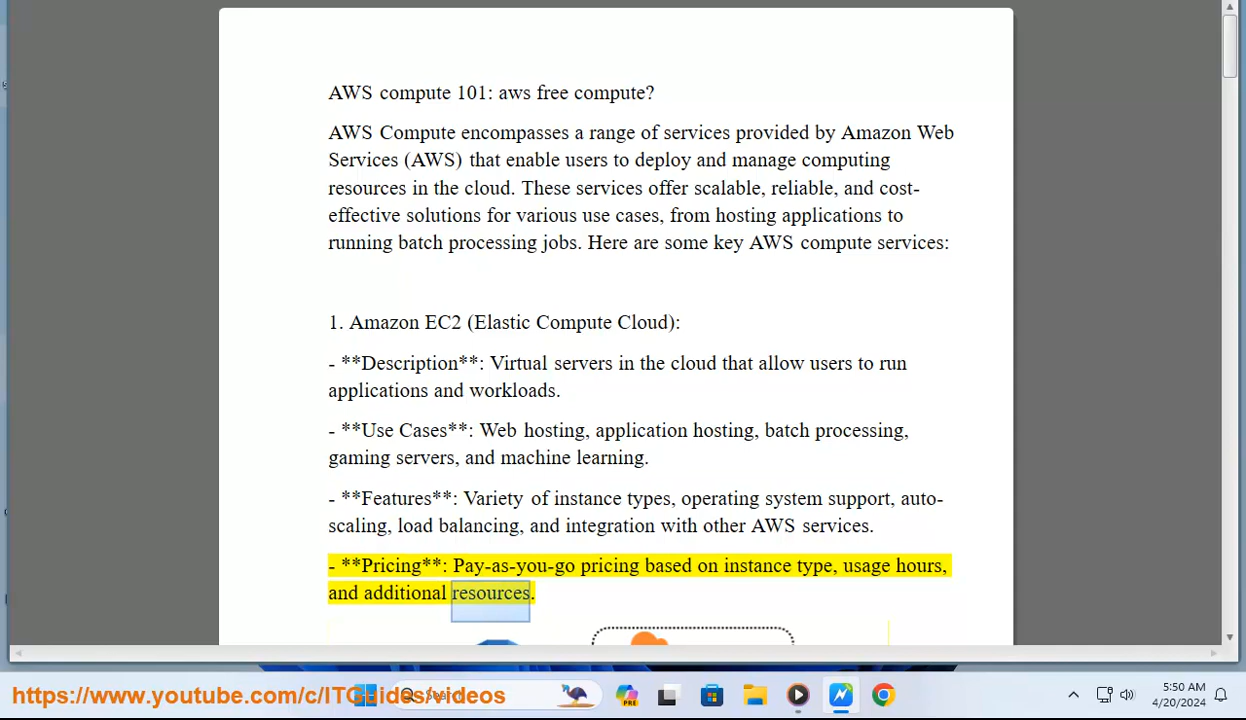 AWS compute 101: aws free compute?
AWS Compute encompasses a range of services provided by Amazon Web
Services (AWS) that enable users to deploy and manage computing
resources in the cloud. These services offer scalable, reliable, and cost-
effective solutions for various use cases, from hosting applications to
running batch processing jobs. Here are some key AWS compute services:
1. Amazon EC2 (Elastic Compute Cloud):
- **Description**: Virtual servers in the cloud that allow users to run
applications and workloads.
- **Use Cases**: Web hosting, application hosting, batch processing,
gaming servers, and machine learning.
- **Features**: Variety of instance types, operating system support, auto-
scaling, load balancing, and integration with other AWS services.
- **Pricing**: Pay-as-you-go pricing based on instance type, usage hours,
and additional resources.
https://www.youtube.com/c/ITGuides/videos
PRE
5:50 AM
4/20/2024